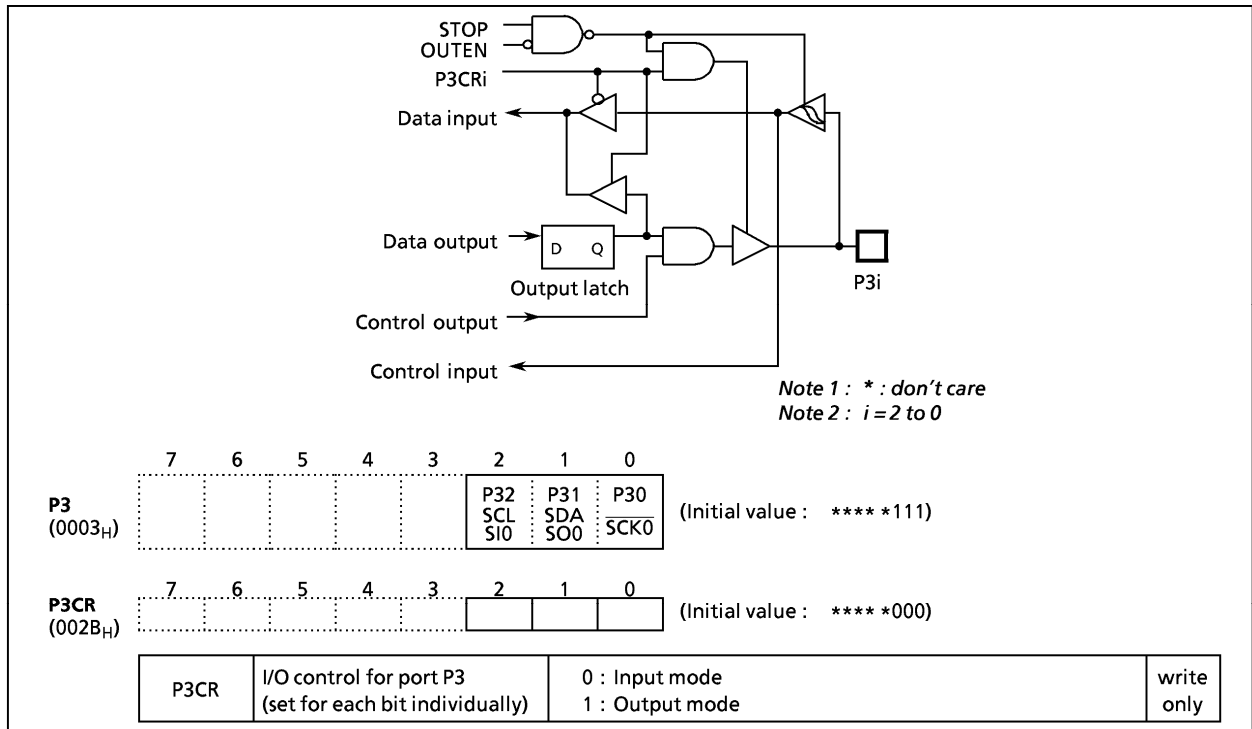 STOP
OUTEN
P3CRi
Data input
Data output
D Q
Output latch
P3i
Control output
Control input
Note 1 : * : don't care
Note 2 : i = 2 to 0
7 6 5 4 3 2 1 0
P3
(0003H)
P32 P31 P30
SCL SDA SCK0
SI0 SO0
(Initial value : **** *111)
7 6 5 4 3 2 1 0
P3CR
(002BH)
(Initial value : **** *000)
P3CR
I/O control for port P3
(set for each bit individually)
0 : Input mode
1 : Output mode
write
only